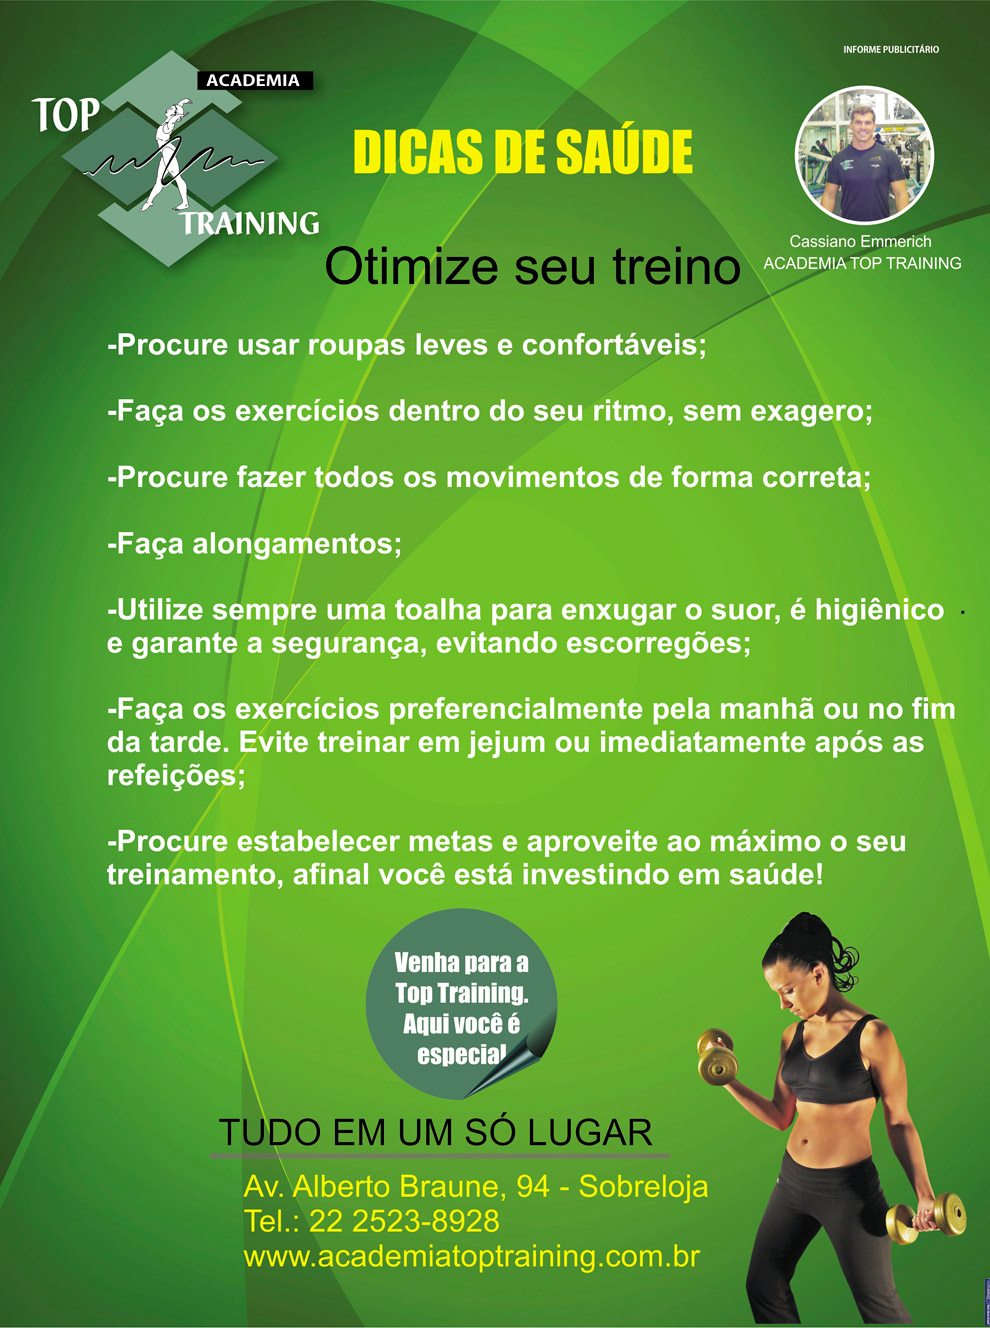 INFORME PUBLICITÁRIO
ACADEMIA
TOP
TRAINING
DICAS DE SAÚDE
Cassiano Emmerich
ACADEMIA TOP TRAINING
Otimize seu treino
-Procure usar roupas leves e confortáveis;
-Faça os exercícios dentro do seu ritmo, sem exagero;
-Procure fazer todos os movimentos de forma correta;
-Faça alongamentos;
-Utilize sempre uma toalha para enxugar o suor, é higiênico
e garante a segurança, evitando escorregões;
-Faça os exercícios preferencialmente pela manhã ou no fim
da tarde. Evite treinar em jejum ou imediatamente após as
refeições;
-Procure estabelecer metas e aproveite ao máximo o seu
treinamento, afinal você está investindo em saúde!
Venha para a
Top Training.
Aqui você é
especial
TUDO EM UM SÓ LUGAR
Av. Alberto Braune, 94 - Sobreloja
Tel.: 22 2523-8928
www.academiatoptraining.com.br